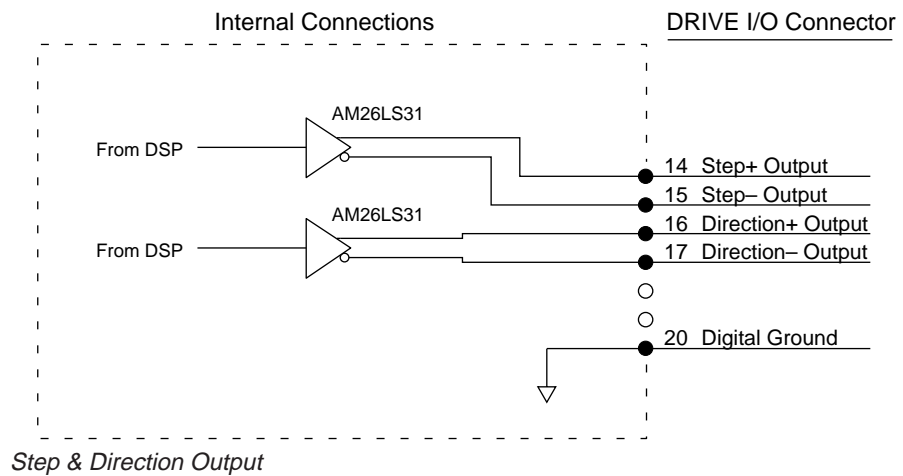 Internal Connections
DRIVE I/O Connector
AM26LS31
From DSP
14 Step+ Output
15 Step– Output
AM26LS31
16 Direction+ Output
From DSP
17 Direction– Output
20 Digital Ground
Step & Direction Output